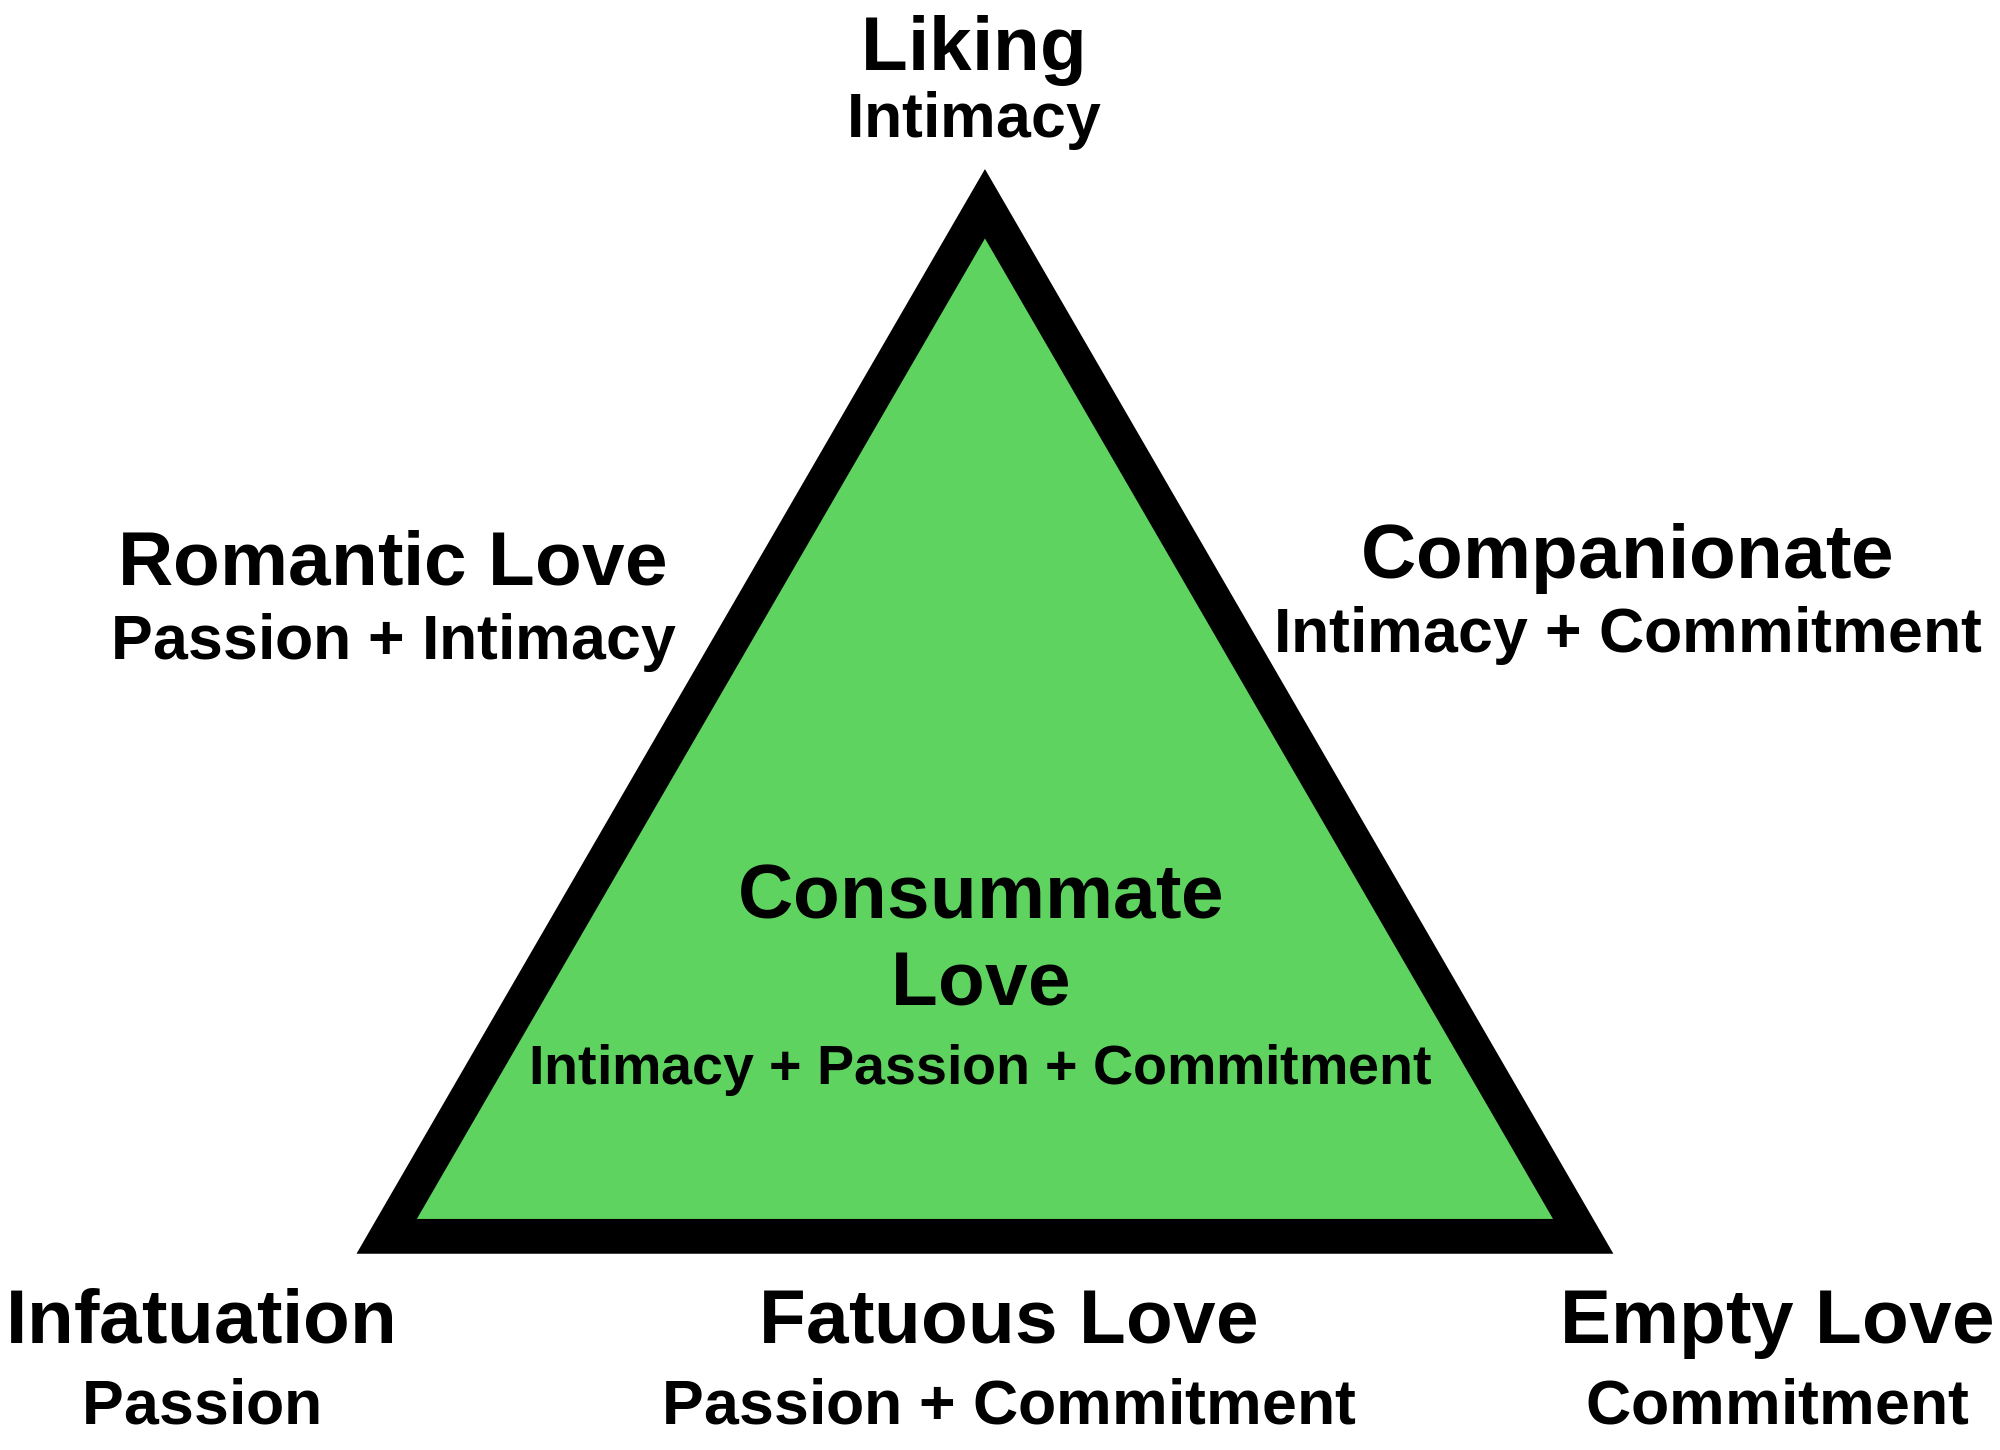 Liking
Intimacy
Romantic Love
Passion + Intimacy
Companionate
Intimacy + Commitment
Consummate
Love
Intimacy + Passion + Commitment
Infatuation
Passion
Fatuous Love
Passion + Commitment
Empty Love
Commitment